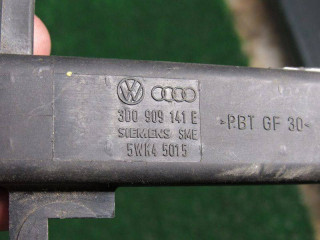 3D0 909 141 E
SIEMENS SME
5WK4 5015
>PBT GF 30<